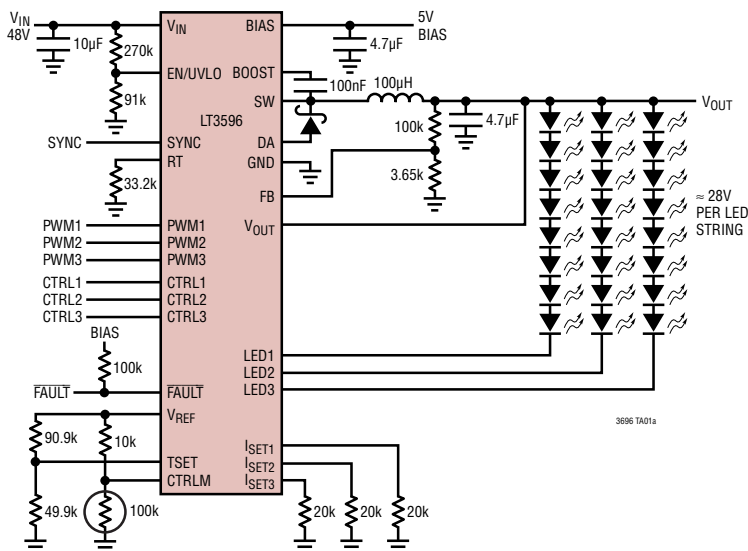 VIN
48V
10µF
270k
91k
SYNC
33.2k
PWM1
PWM2
PWM3
CTRL1
CTRL2
CTRL3
BIAS
100k
FAULT
90.9k
10k
49.9k
100k
VIN
EN/UVLO
SYNC
RT
PWM1
PWM2
PWM3
CTRL1
CTRL2
CTRL3
FAULT
VREF
TSET
CTRLM
LT3596
BIAS
BOOST
SW
DA
GND
FB
VOUT
LED1
LED2
LED3
ISET1
ISET2
ISET3
5V
BIAS
4.7µF
100nF
100µH
100k
4.7µF
3.65k
VOUT
≈ 28V
PER LED
STRING
20k
20k
20k
3696 TA01a